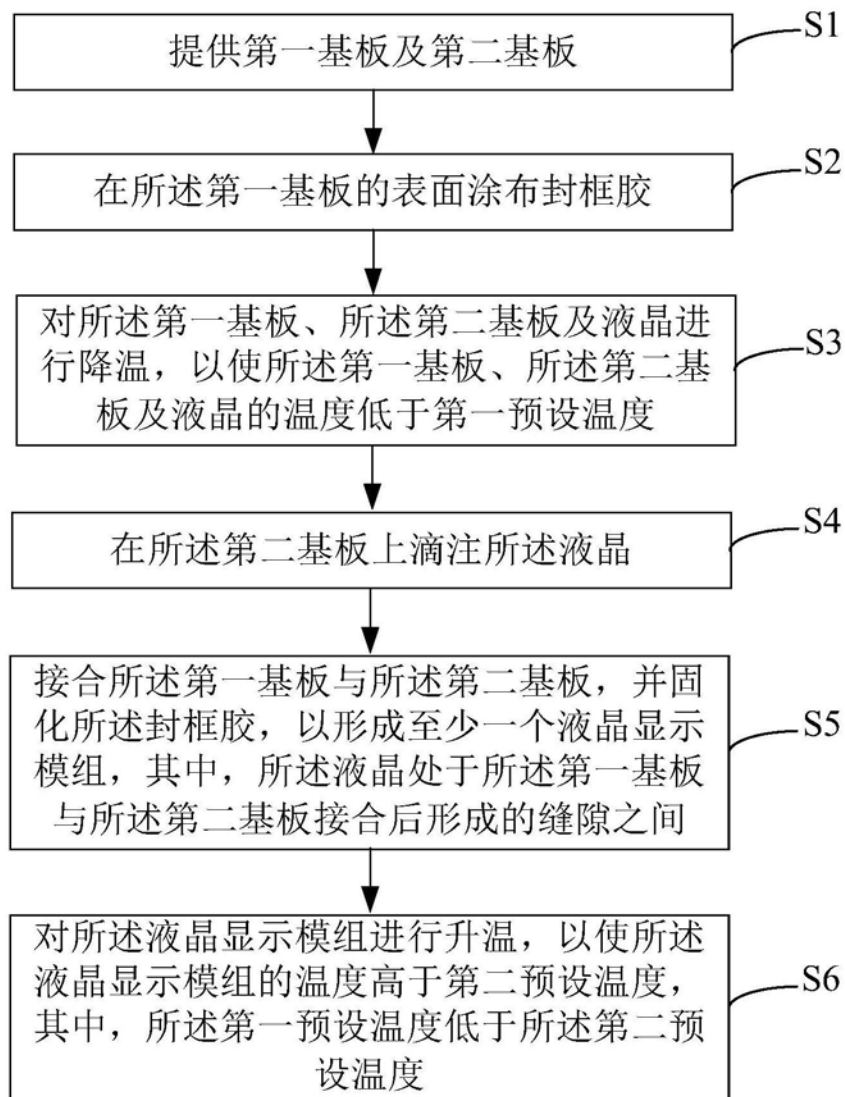 提供第一基板及第二基板
S1
在所述第一基板的表面涂布封框胶
S2
对所述第一基板、所述第二基板及液晶进
行降温，以使所述第一基板、所述第二基
板及液晶的温度低于第一预设温度
S3
在所述第二基板上滴注所述液晶
S4
接合所述第一基板与所述第二基板，并固
化所述封框胶，以形成至少一个液晶显示
模组，其中，所述液晶处于所述第一基板
与所述第二基板接合后形成的缝隙之间
S5
对所述液晶显示模组进行升温，以使所述
液晶显示模组的温度高于第二预设温度，
其中，所述第一预设温度低于所述第二预
设温度
S6